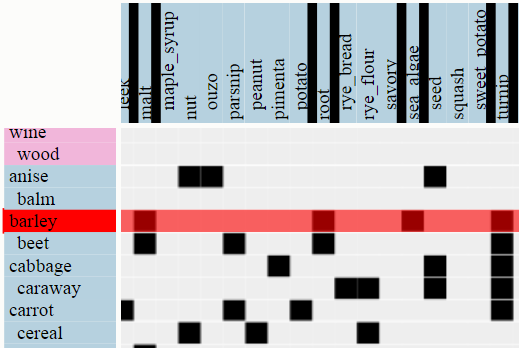 leek
malt
maple_syrup
nut
ouzo
parsnip
peanut
pimenta
potato
root
rye_bread
rye_flour
savory
sea_algae
seed
squash
sweet_potato
turnip
wine
wood
anise
balm
barley
beet
cabbage
caraway
carrot
cereal